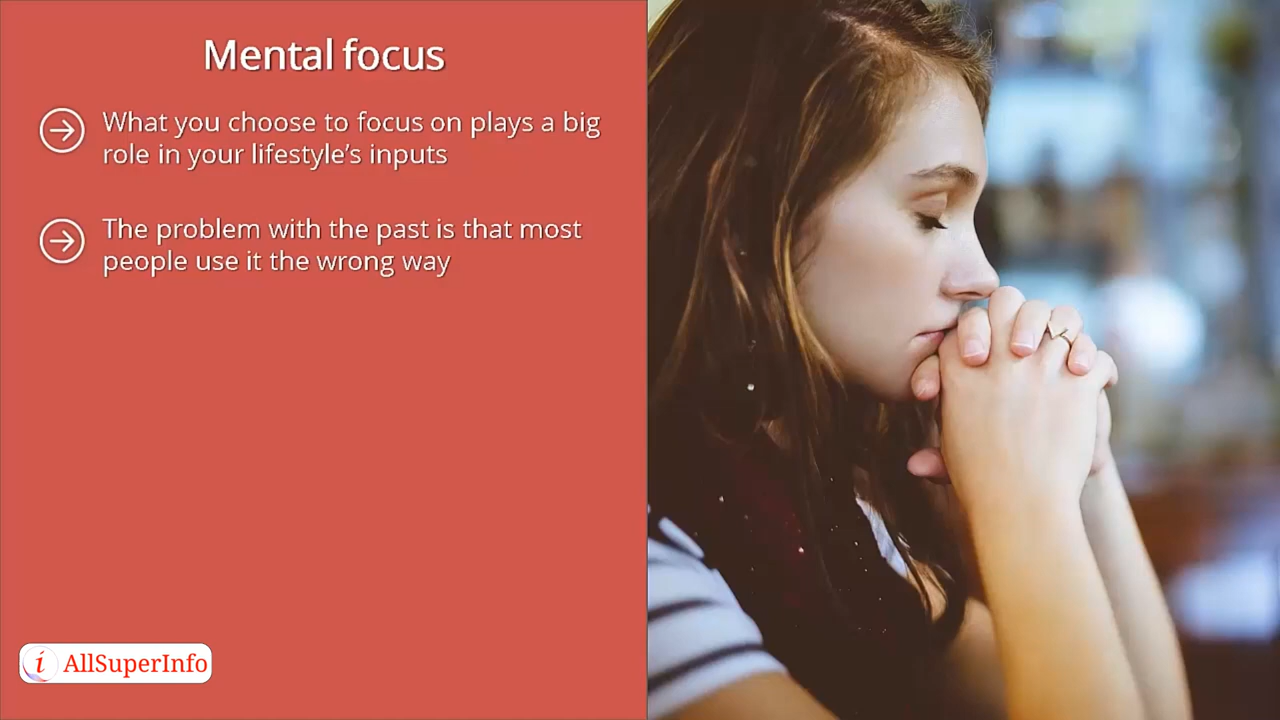 Mental focus
What you choose to focus on plays a big
role in your lifestyle's inputs
The problem with the past is that most
people use it the wrong way
i AllSuperInfo